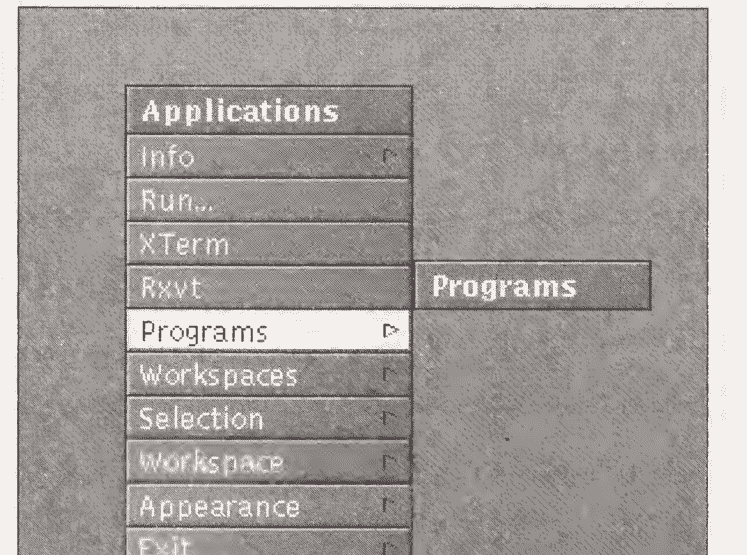 Applications
Info
Run...
XTerm
Rxvt
Programs
Programs
Workspaces
Selection
Workspace
Appearance
Exit